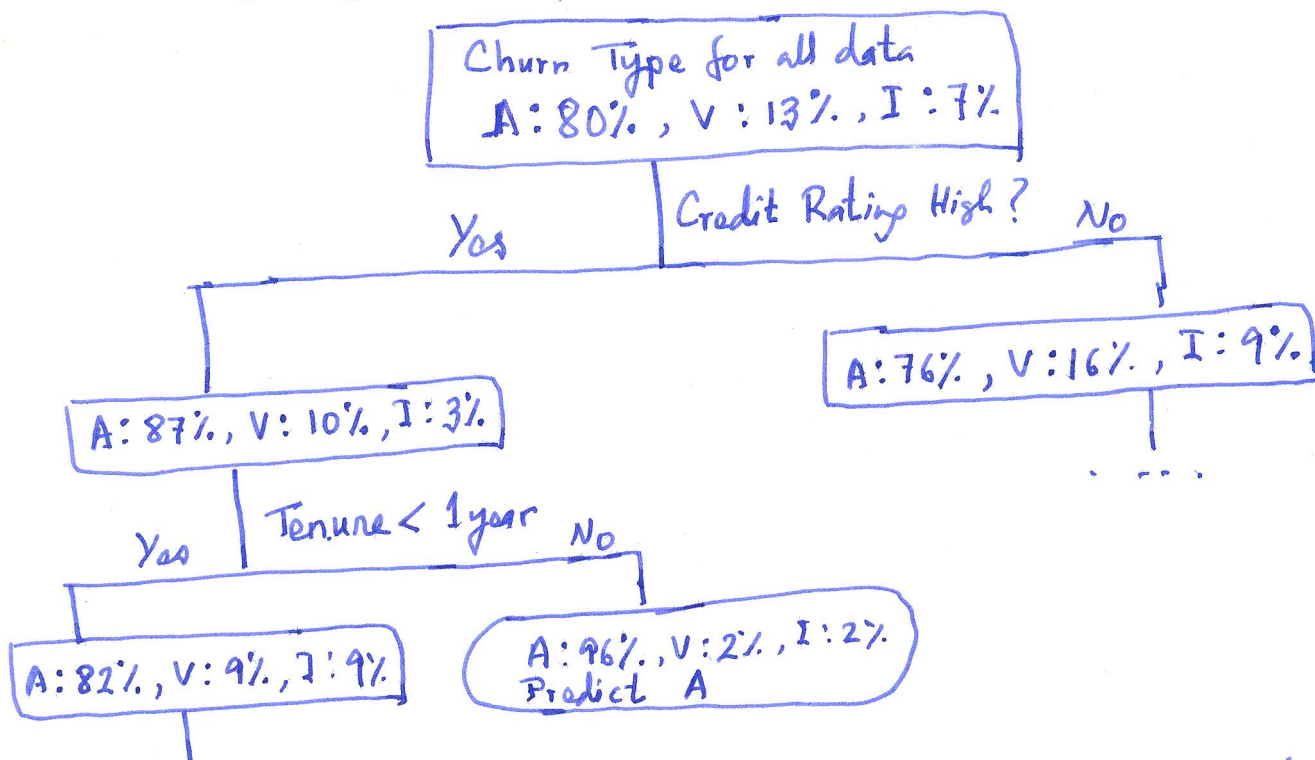 Churn Type for all data
A: 80%, V: 13%, I: 7%
Credit Rating High?
Yes
No
A: 76%, V: 16%, I: 9%
A: 87%, V: 10%, I: 3%
. -- .
Tenure < 1 year
Yes
No
A: 82%, V: 9%, I: 9%
A: 96%, V: 2%, I: 2%
Predict A